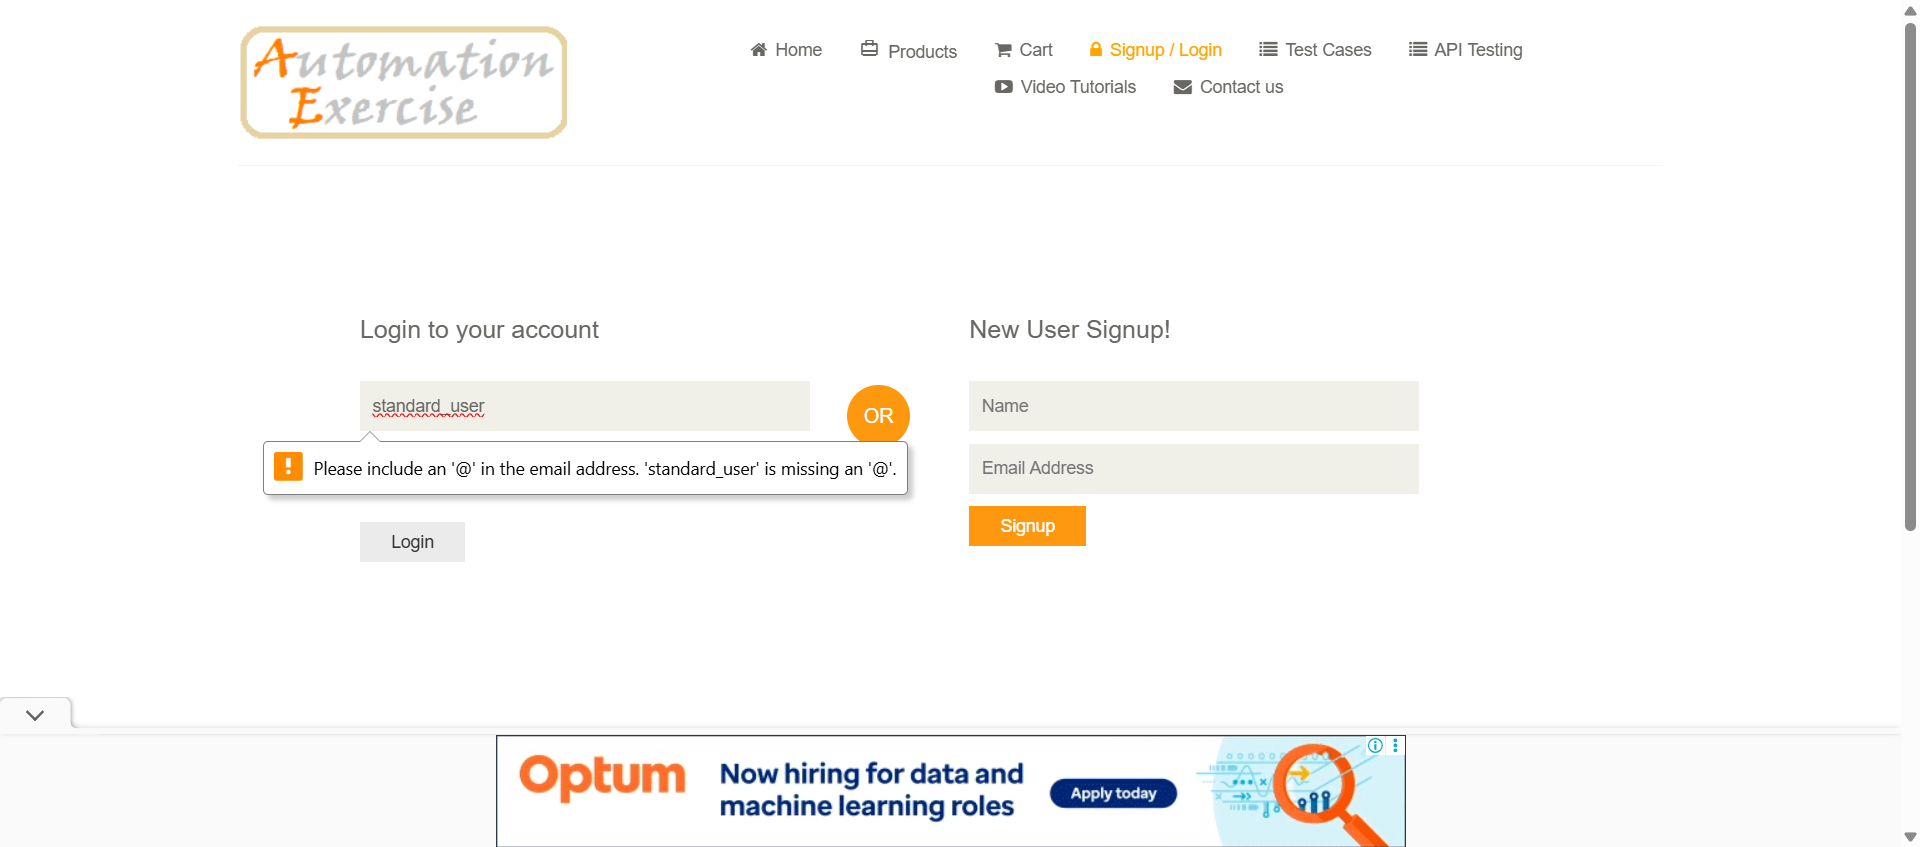 Automation
Exercise
Home
Products
Cart
Signup / Login
Test Cases
API Testing
Video Tutorials
Contact us
Login to your account
New User Signup!
standard_user
OR
Name
Please include an '@' in the email address. 'standard_user' is missing an '@'.
Email Address
Signup
Login
Optum
Now hiring for data and
machine learning roles
Apply today